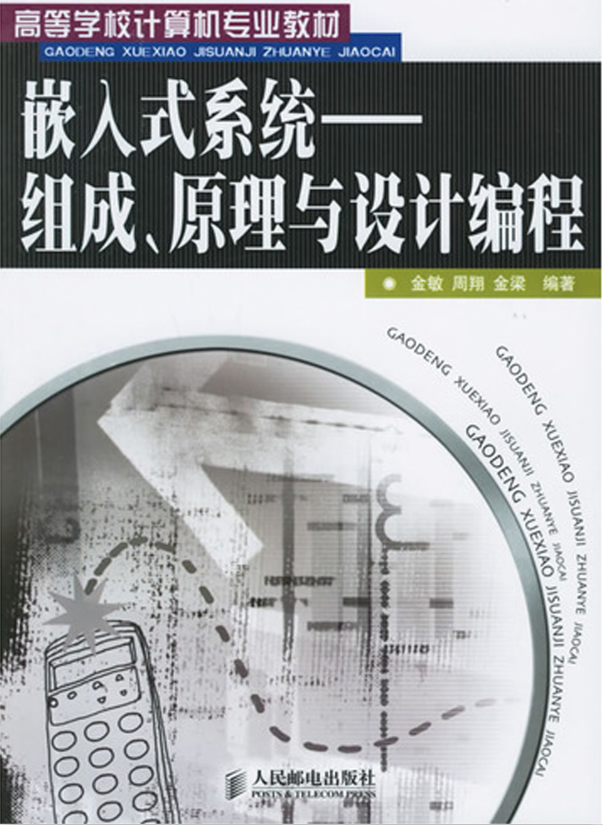 高等学校计算机专业教材
GAODENG XUEXIAO JISUANJI ZHUANYE JIAOCAI
嵌入式系统——
组成、原理与设计编程
金敏 周翔 金梁 编著
GAODENG XUEXIAO JISUANJI ZHUANYE JIAOCAI
GAODENG XUEXIAO JISUANJI ZHUANYE JIAOCAI
GAODENG XUEXIAO JISUANJI ZHUANYE JIAOCAI
人民邮电出版社
POSTS & TELECOM PRESS